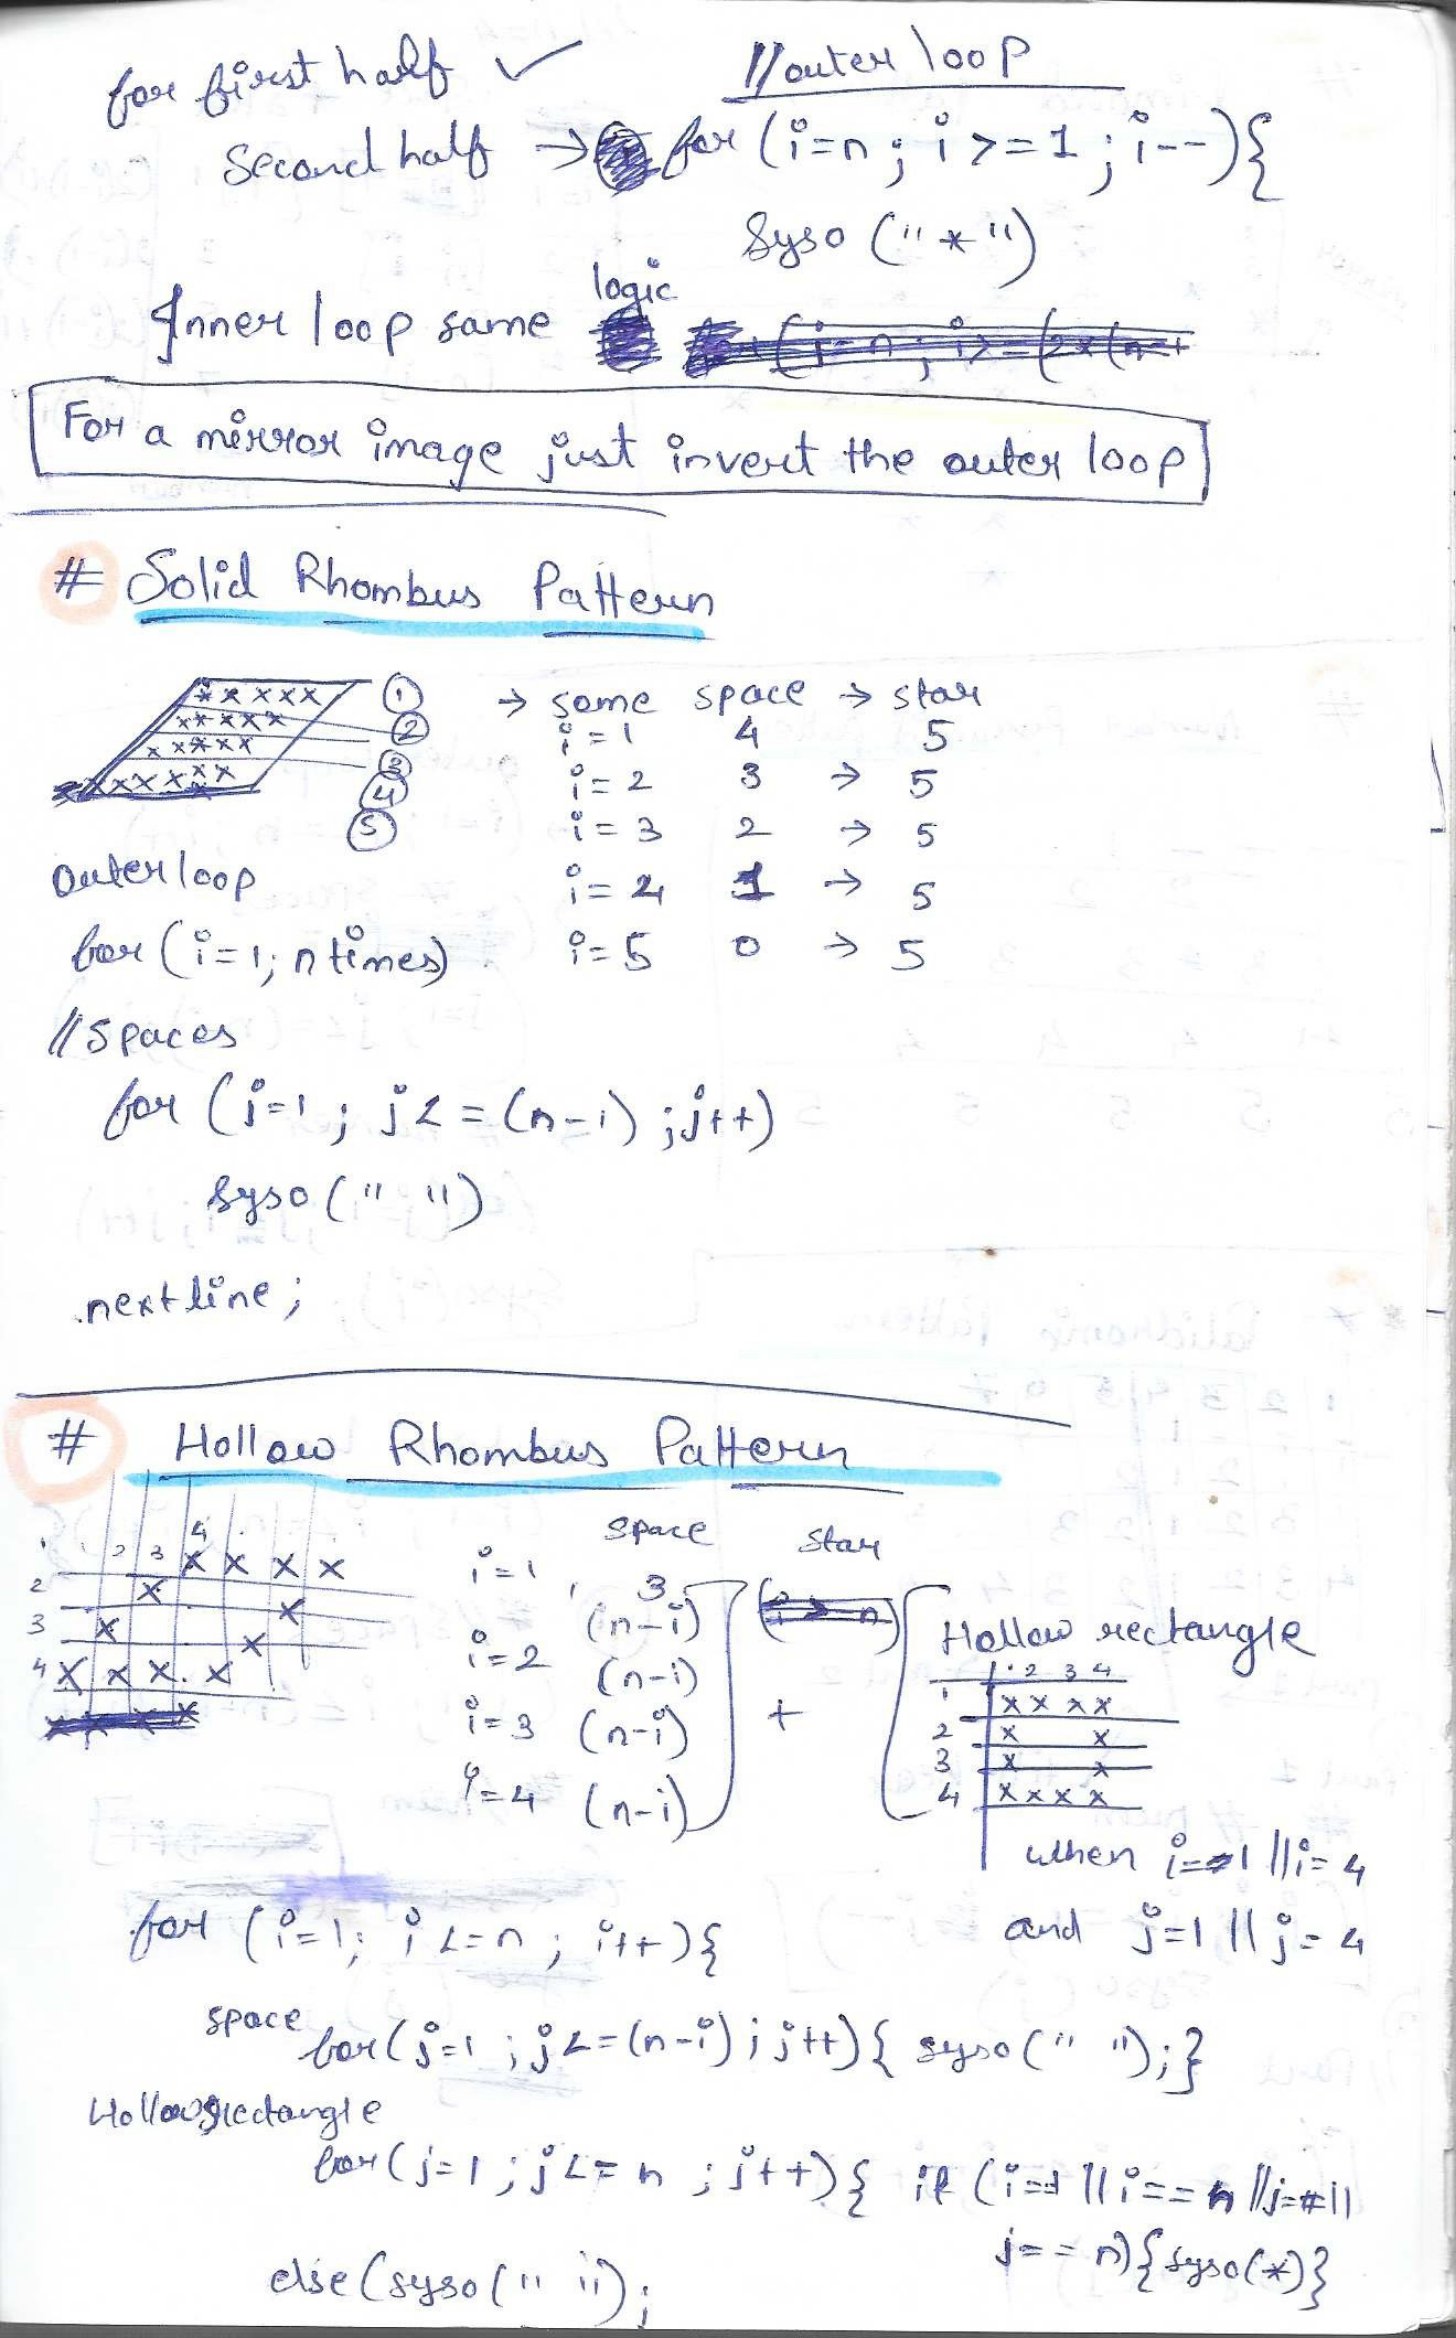 for first half ✓
//outer loop
Second half → for (i=n; i>=1; i--){
Syso ("*")
Inner loop same logic
For a mirror image just invert the outer loop
# Solid Rhombus Pattern
* * x x x ① → some space → star
x x x x x ② i=1 4 5
x x x x x ③ i=2 3 → 5
x x x x x x x ④ i=3 2 → 5
⑤ i=4 1 → 5
i=5 0 → 5
Outer loop
for (i=1; n times)
//Spaces
for (j=1; j<=(n-i); j++)
Syso(" ")
next line;
# Hollow Rhombus Pattern
space star
1 2 3 4
1 x x x x
2 x x
3 x x
4 x x x x
i=1, 3
(n-i)
i=2 (n-i)
i=3 (n-i)
i=4 (n-i)
+
Hollow rectangle
1 2 3 4
1 x x x x
2 x x
3 x x
4 x x x x
when i==1 || i=4
and j=1 || j=4
for (i=1; i<=n; i++){
space for(j=1; j<=(n-i); j++){ syso(" ");}
Hollow rectangle
for(j=1; j<=n; j++){ if (i==1 || i==n || j==1 ||
j==n){syso(*)}
else(syso(" ");